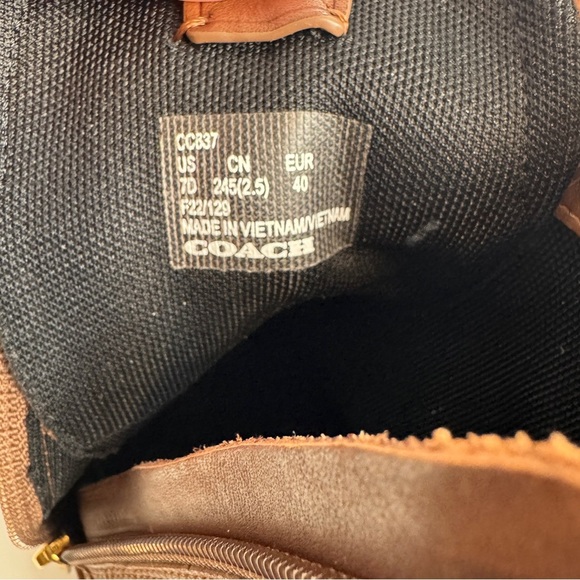 CC837
US CN EUR
7D 245(2.5) 40
F22/129
MADE IN VIETNAM/VIETNAM
COACH